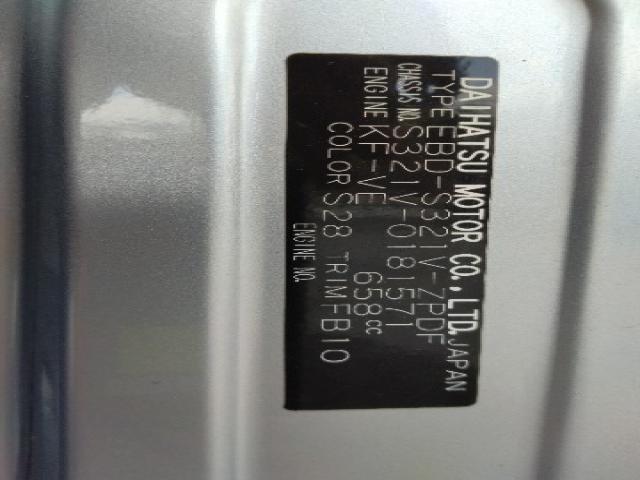 DAIHATSU MOTOR CO., LTD. JAPAN
TYPE EBD-S321V-ZPDF
CHASSIS NO. S321V-0181571
ENGINE KF-VE 658cc
COLOR S28 TRIM FB10
ENGINE NO.